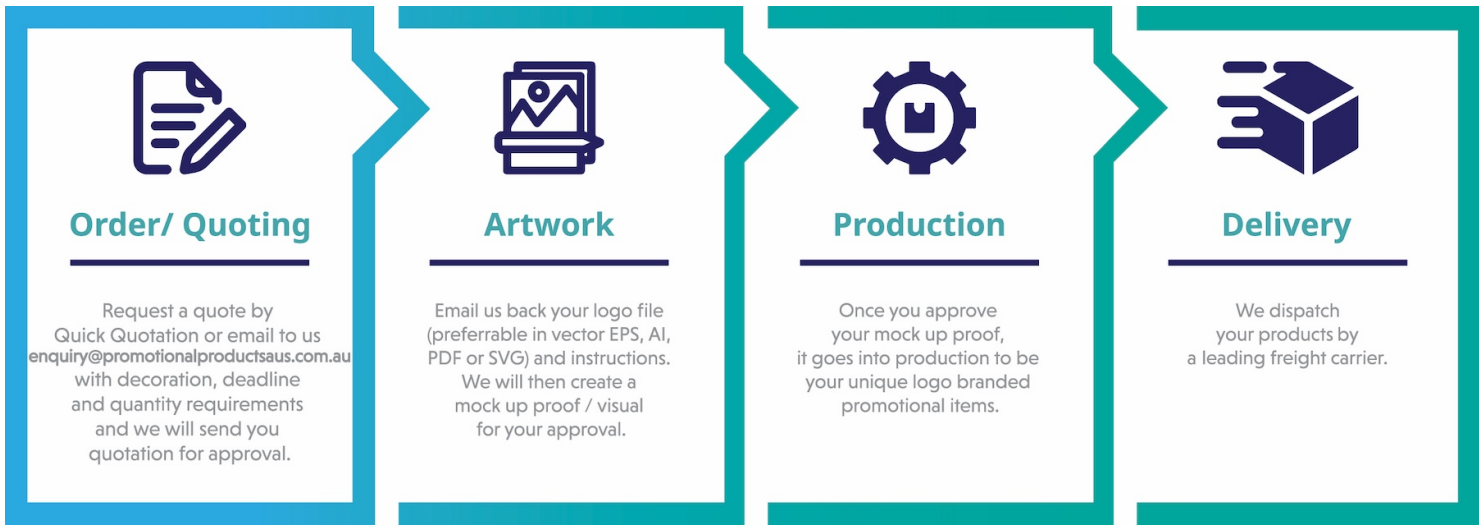 Order/ Quoting
Request a quote by
Quick Quotation or email to us
enquiry@promotionalproductsaus.com.au
with decoration, deadline
and quantity requirements
and we will send you
quotation for approval.
Artwork
Email us back your logo file
(preferrable in vector EPS, AI,
PDF or SVG) and instructions.
We will then create a
mock up proof / visual
for your approval.
Production
Once you approve
your mock up proof,
it goes into production to be
your unique logo branded
promotional items.
Delivery
We dispatch
your products by
a leading freight carrier.